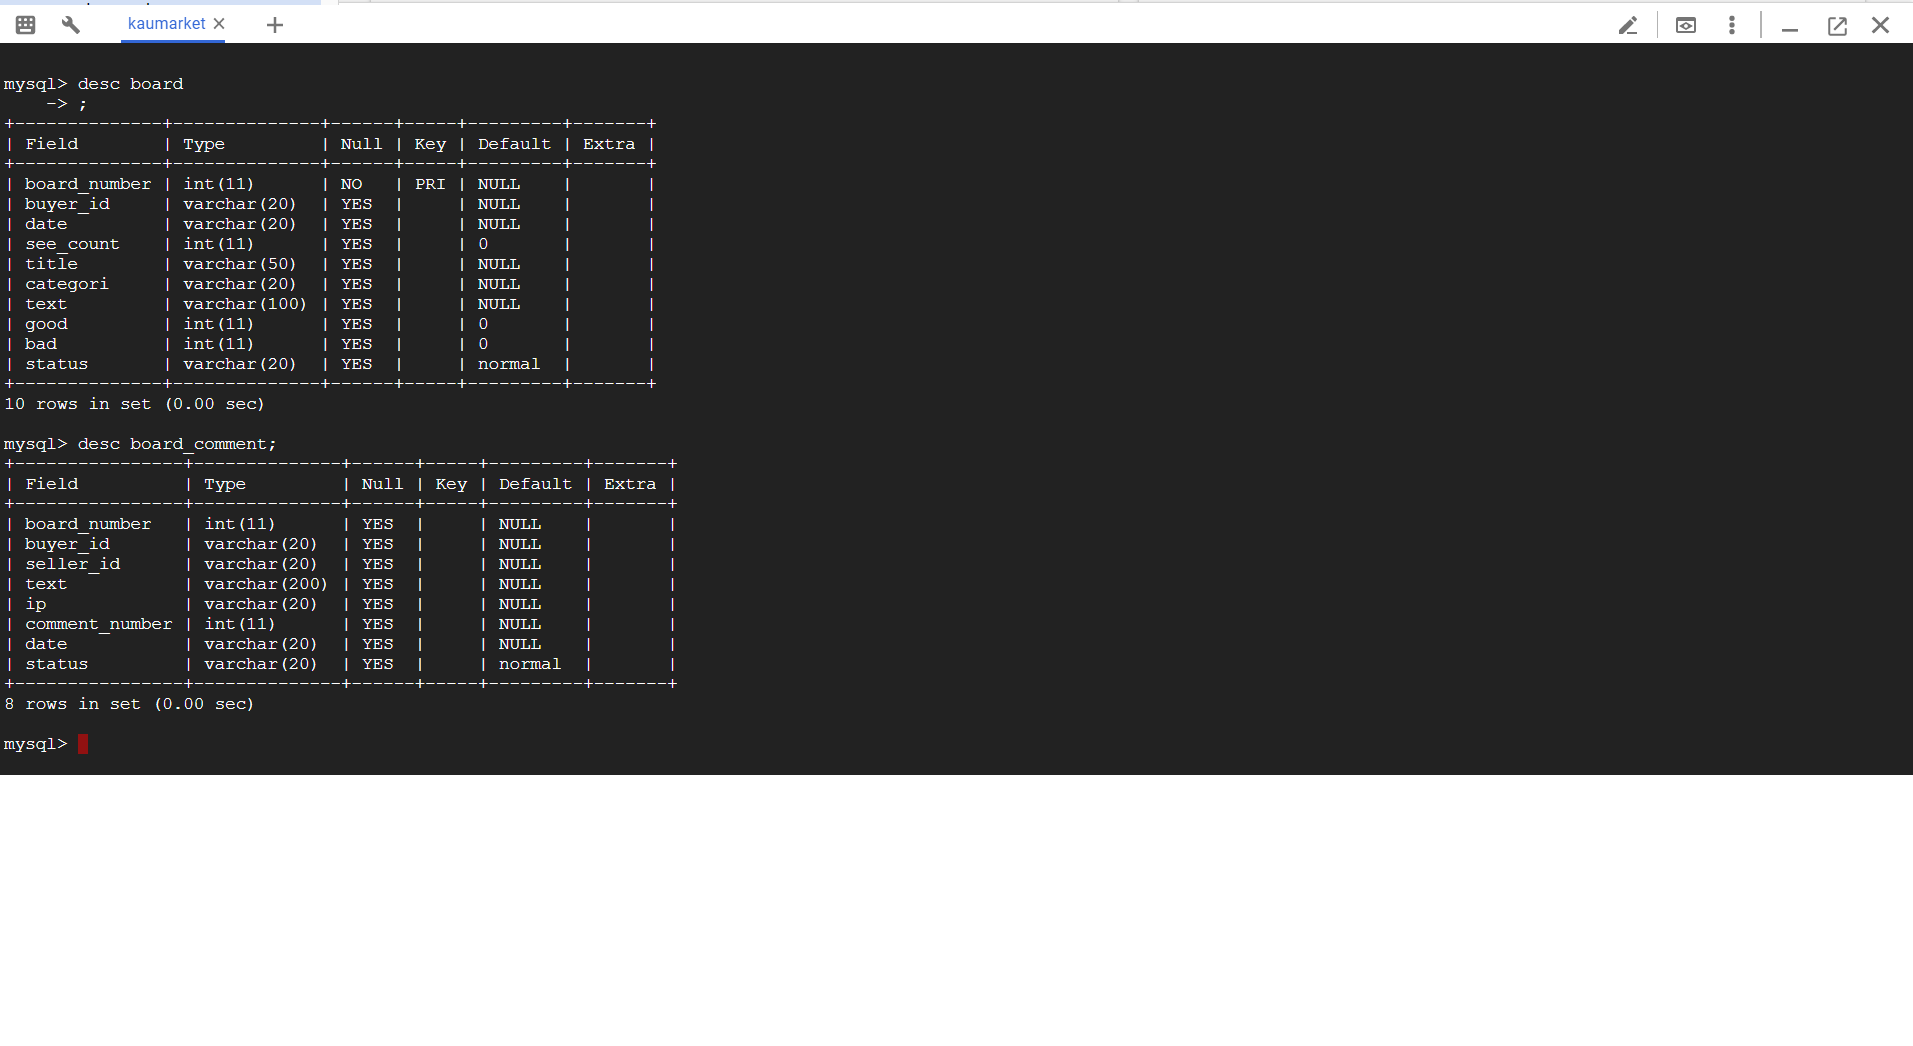 kaumarket
mysql> desc board
    -> ;
+--------------+--------------+------+-----+---------+-------+
| Field        | Type         | Null | Key | Default | Extra |
+--------------+--------------+------+-----+---------+-------+
| board_number | int(11)      | NO   | PRI | NULL    |       |
| buyer_id     | varchar(20)  | YES  |     | NULL    |       |
| date         | varchar(20)  | YES  |     | NULL    |       |
| see_count    | int(11)      | YES  |     | 0       |       |
| title        | varchar(50)  | YES  |     | NULL    |       |
| categori     | varchar(20)  | YES  |     | NULL    |       |
| text         | varchar(100) | YES  |     | NULL    |       |
| good         | int(11)      | YES  |     | 0       |       |
| bad          | int(11)      | YES  |     | 0       |       |
| status       | varchar(20)  | YES  |     | normal  |       |
+--------------+--------------+------+-----+---------+-------+
10 rows in set (0.00 sec)
mysql> desc board_comment;
+----------------+--------------+------+-----+---------+-------+
| Field          | Type         | Null | Key | Default | Extra |
+----------------+--------------+------+-----+---------+-------+
| board_number   | int(11)      | YES  |     | NULL    |       |
| buyer_id       | varchar(20)  | YES  |     | NULL    |       |
| seller_id      | varchar(20)  | YES  |     | NULL    |       |
| text           | varchar(200) | YES  |     | NULL    |       |
| ip             | varchar(20)  | YES  |     | NULL    |       |
| comment_number | int(11)      | YES  |     | NULL    |       |
| date           | varchar(20)  | YES  |     | NULL    |       |
| status         | varchar(20)  | YES  |     | normal  |       |
+----------------+--------------+------+-----+---------+-------+
8 rows in set (0.00 sec)
mysql>